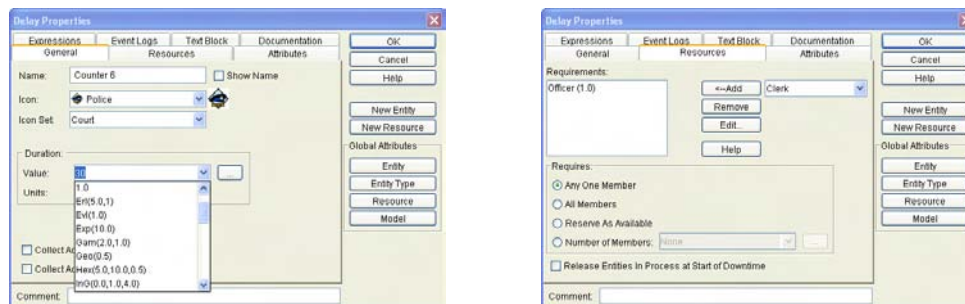 Delay Properties
Expressions Event Logs Text Block Documentation
General Resources Attributes
Name: Counter 6 Show Name
Icon: Police
Icon Set: Court
Duration:
Value: 30 ...
Units:
1.0
Erl(5.0,1)
Evl(1.0)
Exp(10.0)
Gam(2.0,1.0)
Geo(0.5)
Hex(5.0,10.0,0.5)
InG(0.0,1.0,4.0)
Collect Ac
Collect Ac
Comment:
OK
Cancel
Help
New Entity
New Resource
Global Attributes
Entity
Entity Type
Resource
Model
Delay Properties
Expressions Event Logs Text Block Documentation
General Resources Attributes
Requirements:
Officer (1.0)
<--Add Clerk
Remove
Edit...
Help
Requires:
Any One Member
All Members
Reserve As Available
Number of Members: None ...
Release Entities In Process at Start of Downtime
Comment:
OK
Cancel
Help
New Entity
New Resource
Global Attributes
Entity
Entity Type
Resource
Model